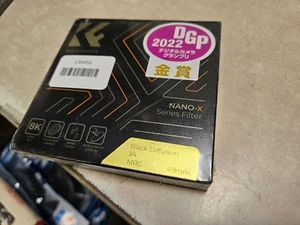 KF
DGP
2022
デジタルカメラ
グランプリ
金賞
NANO-X
Series Filter
8K
Black Diffusion
1/4
MRC
49mm